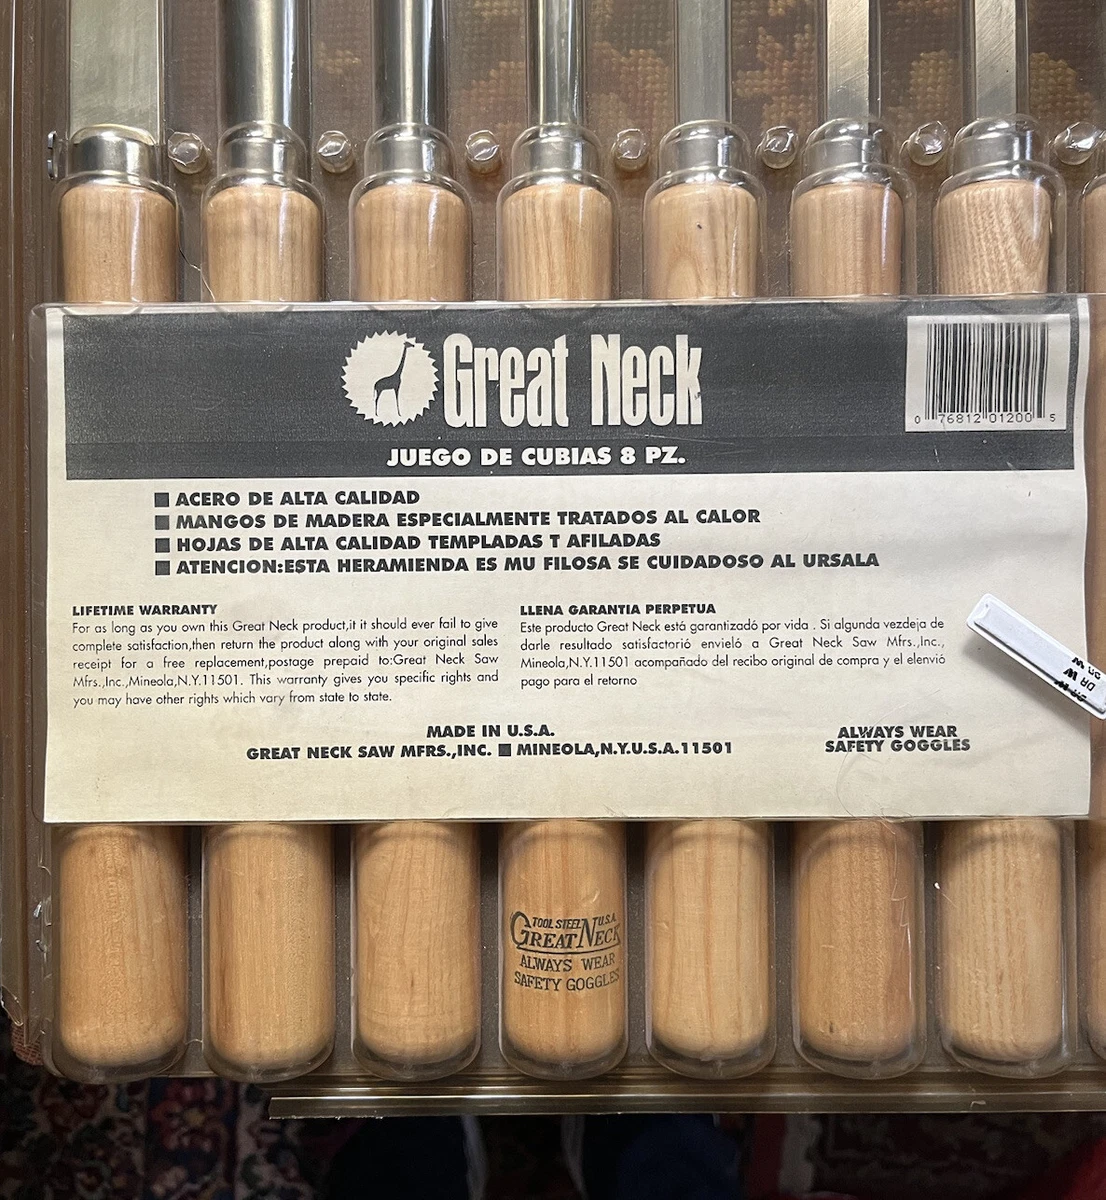 Great Neck
0 76812 01200 5
JUEGO DE CUBIAS 8 PZ.
■ ACERO DE ALTA CALIDAD
■ MANGOS DE MADERA ESPECIALMENTE TRATADOS AL CALOR
■ HOJAS DE ALTA CALIDAD TEMPLADAS T AFILADAS
■ ATENCION:ESTA HERAMIENDA ES MU FILOSA SE CUIDADOSO AL URSALA
LIFETIME WARRANTY
For as long as you own this Great Neck product,it it should ever fail to give
complete satisfaction,then return the product along with your original sales
receipt for a free replacement,postage prepaid to:Great Neck Saw
Mfrs.,Inc.,Mineola,N.Y.11501. This warranty gives you specific rights and
you may have other rights which vary from state to state.
LLENA GARANTIA PERPETUA
Este producto Great Neck está garantizadó por vida . Si algunda vezdeja de
darle resultado satisfactorió envieló a Great Neck Saw Mfrs.,Inc.,
Mineola,N.Y.11501 acompañado del recibo original de compra y el elenvió
pago para el retorno
MADE IN U.S.A.
GREAT NECK SAW MFRS.,INC. ■ MINEOLA,N.Y.U.S.A.11501
ALWAYS WEAR
SAFETY GOGGLES
TOOL STEEL U.S.A.
GREAT NECK
ALWAYS WEAR
SAFETY GOGGLES